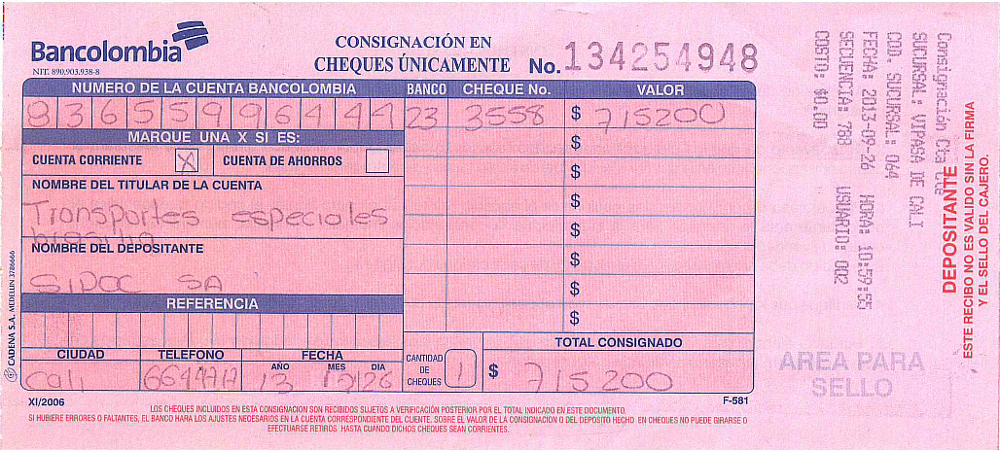 Bancolombia
NIT. 890.903.938-8
CONSIGNACIÓN EN
CHEQUES ÚNICAMENTE No. 134254948
NUMERO DE LA CUENTA BANCOLOMBIA BANCO CHEQUE No. VALOR
83655996444 23 3558 $ 715200
MARQUE UNA X SI ES: $
CUENTA CORRIENTE X CUENTA DE AHORROS $
NOMBRE DEL TITULAR DE LA CUENTA $
Transportes especiales $
brasilia
NOMBRE DEL DEPOSITANTE $
SIDOC SA $
REFERENCIA $
TOTAL CONSIGNADO
CIUDAD TELEFONO FECHA
AÑO MES DIA
CANTIDAD DE CHEQUES 1 $ 715200
Cali 13 26
XI/2006 F-581
LOS CHEQUES INCLUIDOS EN ESTA CONSIGNACION SON RECIBIDOS SUJETOS A VERIFICACIÓN POSTERIOR POR EL TOTAL INDICADO EN ESTE DOCUMENTO.
SI HUBIERE ERRORES O FALTANTES, EL BANCO HARA LOS AJUSTES NECESARIOS EN LA CUENTA CORRESPONDIENTE DEL CLIENTE. SOBRE EL VALOR DE LA CONSIGNACION O DEL DEPOSITO HECHO EN CHEQUES NO PUEDE GIRARSE O
EFECTUARSE RETIROS HASTA CUANDO DICHOS CHEQUES SEAN CORRIENTES.
© CADENA S.A. MEDELLIN 3786666
Consignación Cta Cte
SUCURSAL: VIPASA DE CALI
COD. SUCURSAL: 064
FECHA: 2013-09-26 HORA: 10:59:55
SECUENCIA: 788 USUARIO: 002
COSTO: $0.00
DEPOSITANTE
ESTE RECIBO NO ES VALIDO SIN LA FIRMA
Y EL SELLO DEL CAJERO.
AREA PARA
SELLO